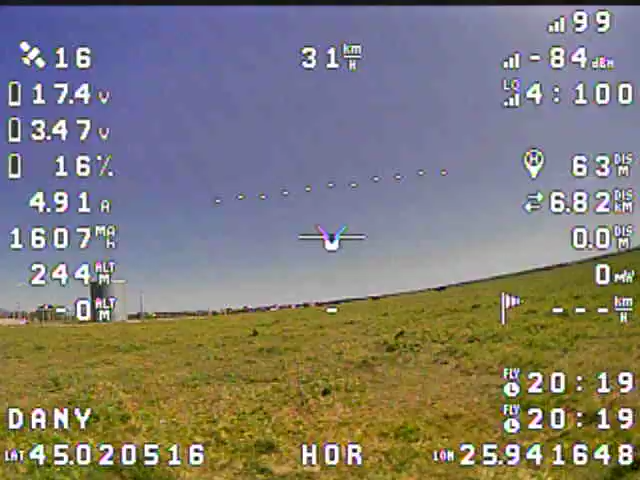 99
16
31 KM/H
-84 dBm
17.4 V
LQ 4:100
3.47 V
16 %
H 63 DIS M
4.91 A
6.82 DIS KM
1607 MAH
0.0 DIS M
244 ALT M
0 mW
-0 ALT M
--- KM/H
FLY 20:19
FLY 20:19
DANY
LAT 45.020516 HOR LON 25.941648